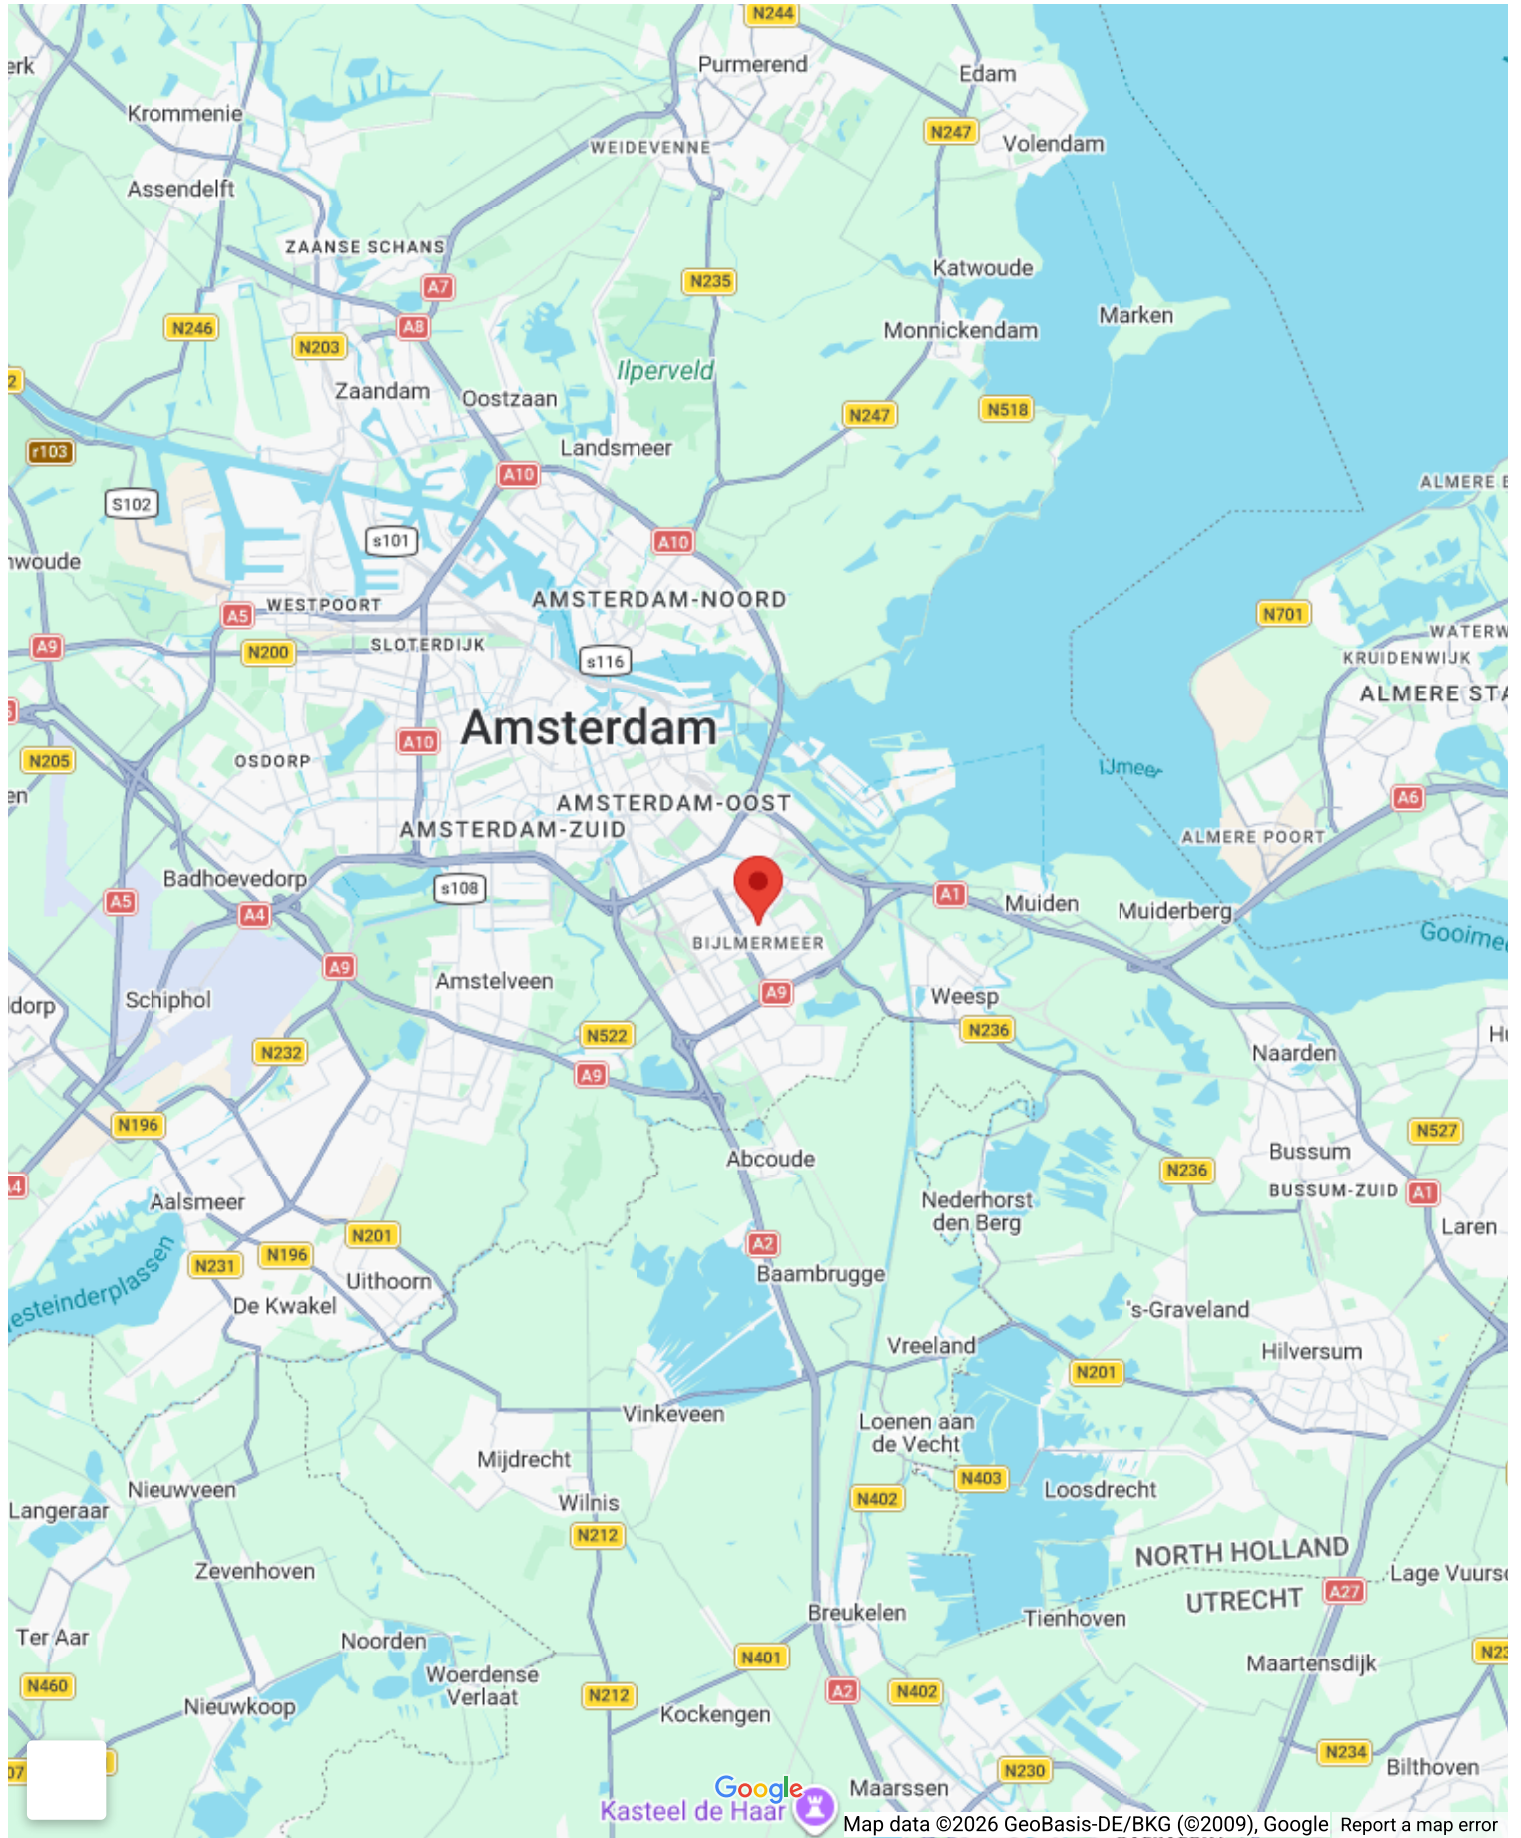 N244
Purmerend
Edam
Krommenie
N247
Volendam
WEIDEVENNE
Assendelft
ZAANSE SCHANS
Katwoude
N235
A7
Marken
N246
A8
Monnickendam
N203
Ilperveld
Zaandam
Oostzaan
N518
N247
Landsmeer
r103
A10
ALMERE
S102
s101
A10
AMSTERDAM-NOORD
WESTPOORT
A5
N701
A9
N200
SLOTERDIJK
s116
KRUIDENWIJK
ALMERE
Amsterdam
A10
N205
OSDORP
IJmeer
A6
AMSTERDAM-OOST
AMSTERDAM-ZUID
ALMERE POORT
Badhoevedorp
s108
A5
A4
A1
Muiden
Muiderberg
BIJLMERMEER
A9
Amstelveen
A9
Weesp
Schiphol
N522
N236
N232
Naarden
A9
N196
N527
Abcoude
Bussum
N236
BUSSUM-ZUID
A1
Aalsmeer
Nederhorst
den Berg
Laren
N201
A2
N196
N231
Baambrugge
Uithoorn
De Kwakel
's-Graveland
Vreeland
Hilversum
N201
Vinkeveen
Loenen aan
de Vecht
Mijdrecht
N403
Nieuwveen
Loosdrecht
N402
Wilnis
Langeraar
N212
NORTH HOLLAND
Zevenhoven
Lage
A27
UTRECHT
Breukelen
Tienhoven
Ter Aar
Noorden
N401
Maartensdijk
Woerdense
Verlaat
N460
N212
A2
N402
Nieuwkoop
Kockengen
N234
Bilthoven
N230
Google
Maarssen
Kasteel de Haar
Map data ©2026 GeoBasis-DE/BKG (©2009), Google
Report a map error